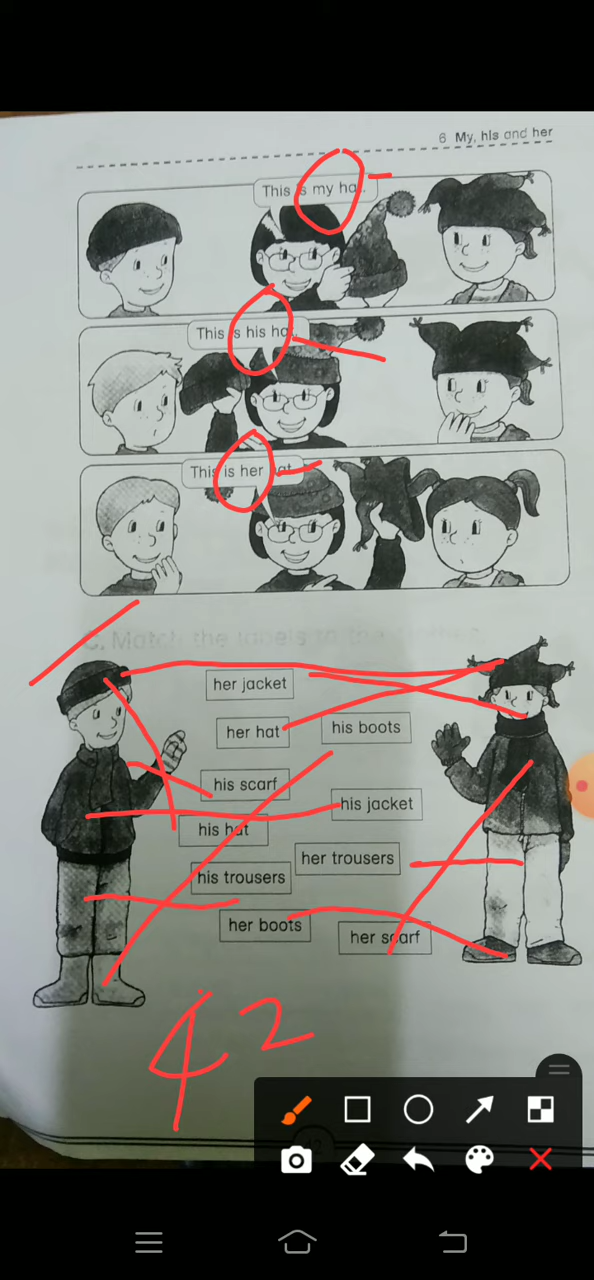 6 My, his and her
This is my hat.
This is his hat.
This is her hat.
C. Match the labels to the clothes.
her jacket
her hat
his boots
his scarf
his jacket
his hat
her trousers
his trousers
her boots
her scarf
42
42